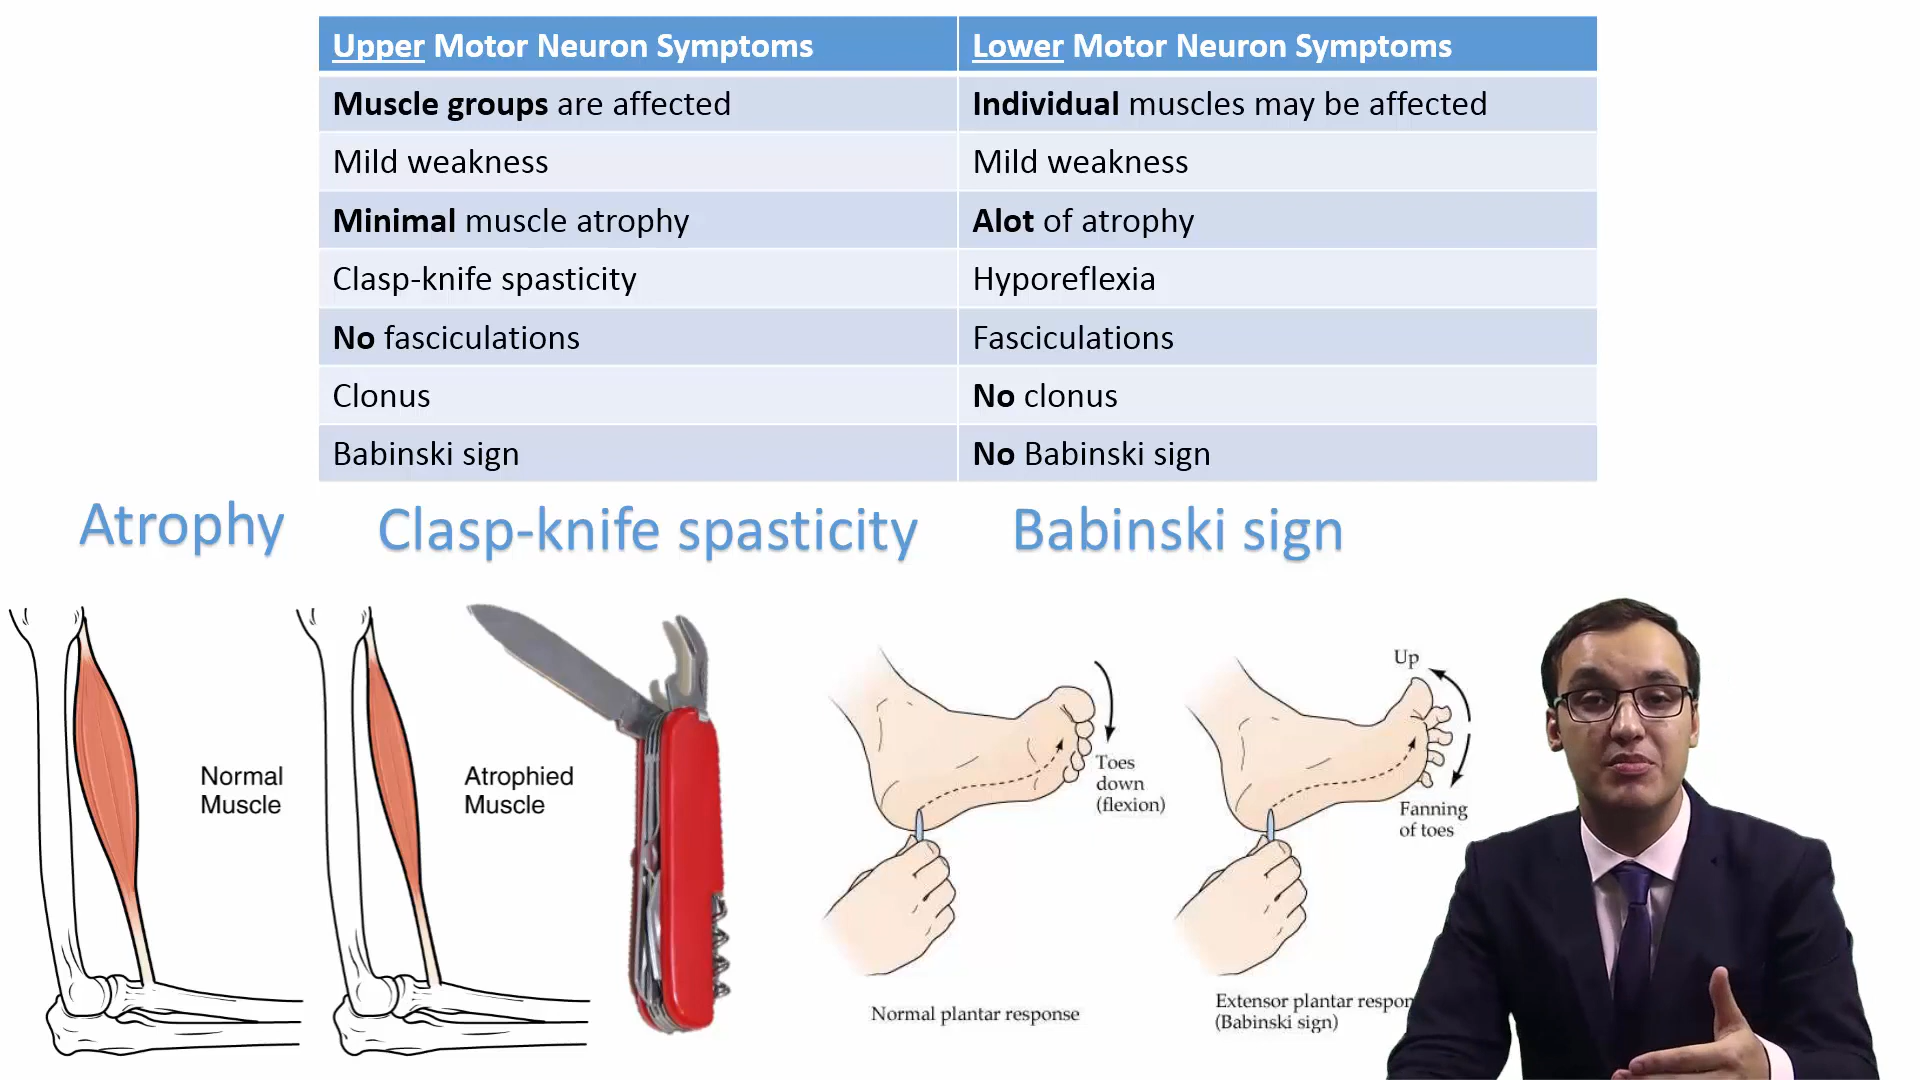 Upper Motor Neuron Symptoms
Lower Motor Neuron Symptoms
Muscle groups are affected
Individual muscles may be affected
Mild weakness
Mild weakness
Minimal muscle atrophy
Alot of atrophy
Clasp-knife spasticity
Hyporeflexia
No fasciculations
Fasciculations
Clonus
No clonus
Babinski sign
No Babinski sign
Atrophy
Clasp-knife spasticity
Babinski sign
Normal
Muscle
Atrophied
Muscle
Toes
down
(flexion)
Normal plantar response
Up
Fanning
of toes
Extensor plantar respon
(Babinski sign)